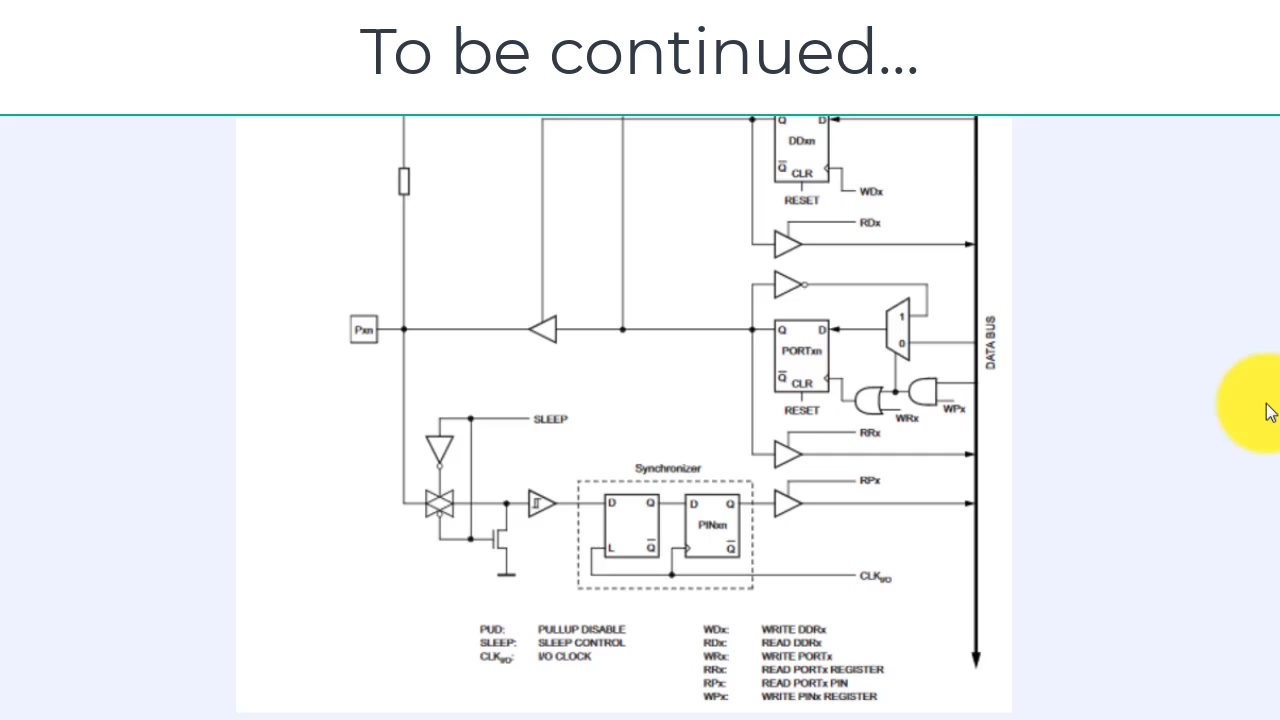 To be continued...
Q D
DDxn
Q CLR
WDx
RESET
RDx
1
Pxn
Q D
0
PORTxn
DATA BUS
Q CLR
RESET
WRx
WPx
SLEEP
RRx
Synchronizer
RPx
D Q D Q
PINxn
L Q Q
CLK I/O
PUD: PULLUP DISABLE
SLEEP: SLEEP CONTROL
CLK I/O: I/O CLOCK
WDx: WRITE DDRx
RDx: READ DDRx
WRx: WRITE PORTx
RRx: READ PORTx REGISTER
RPx: READ PORTx PIN
WPx: WRITE PINx REGISTER